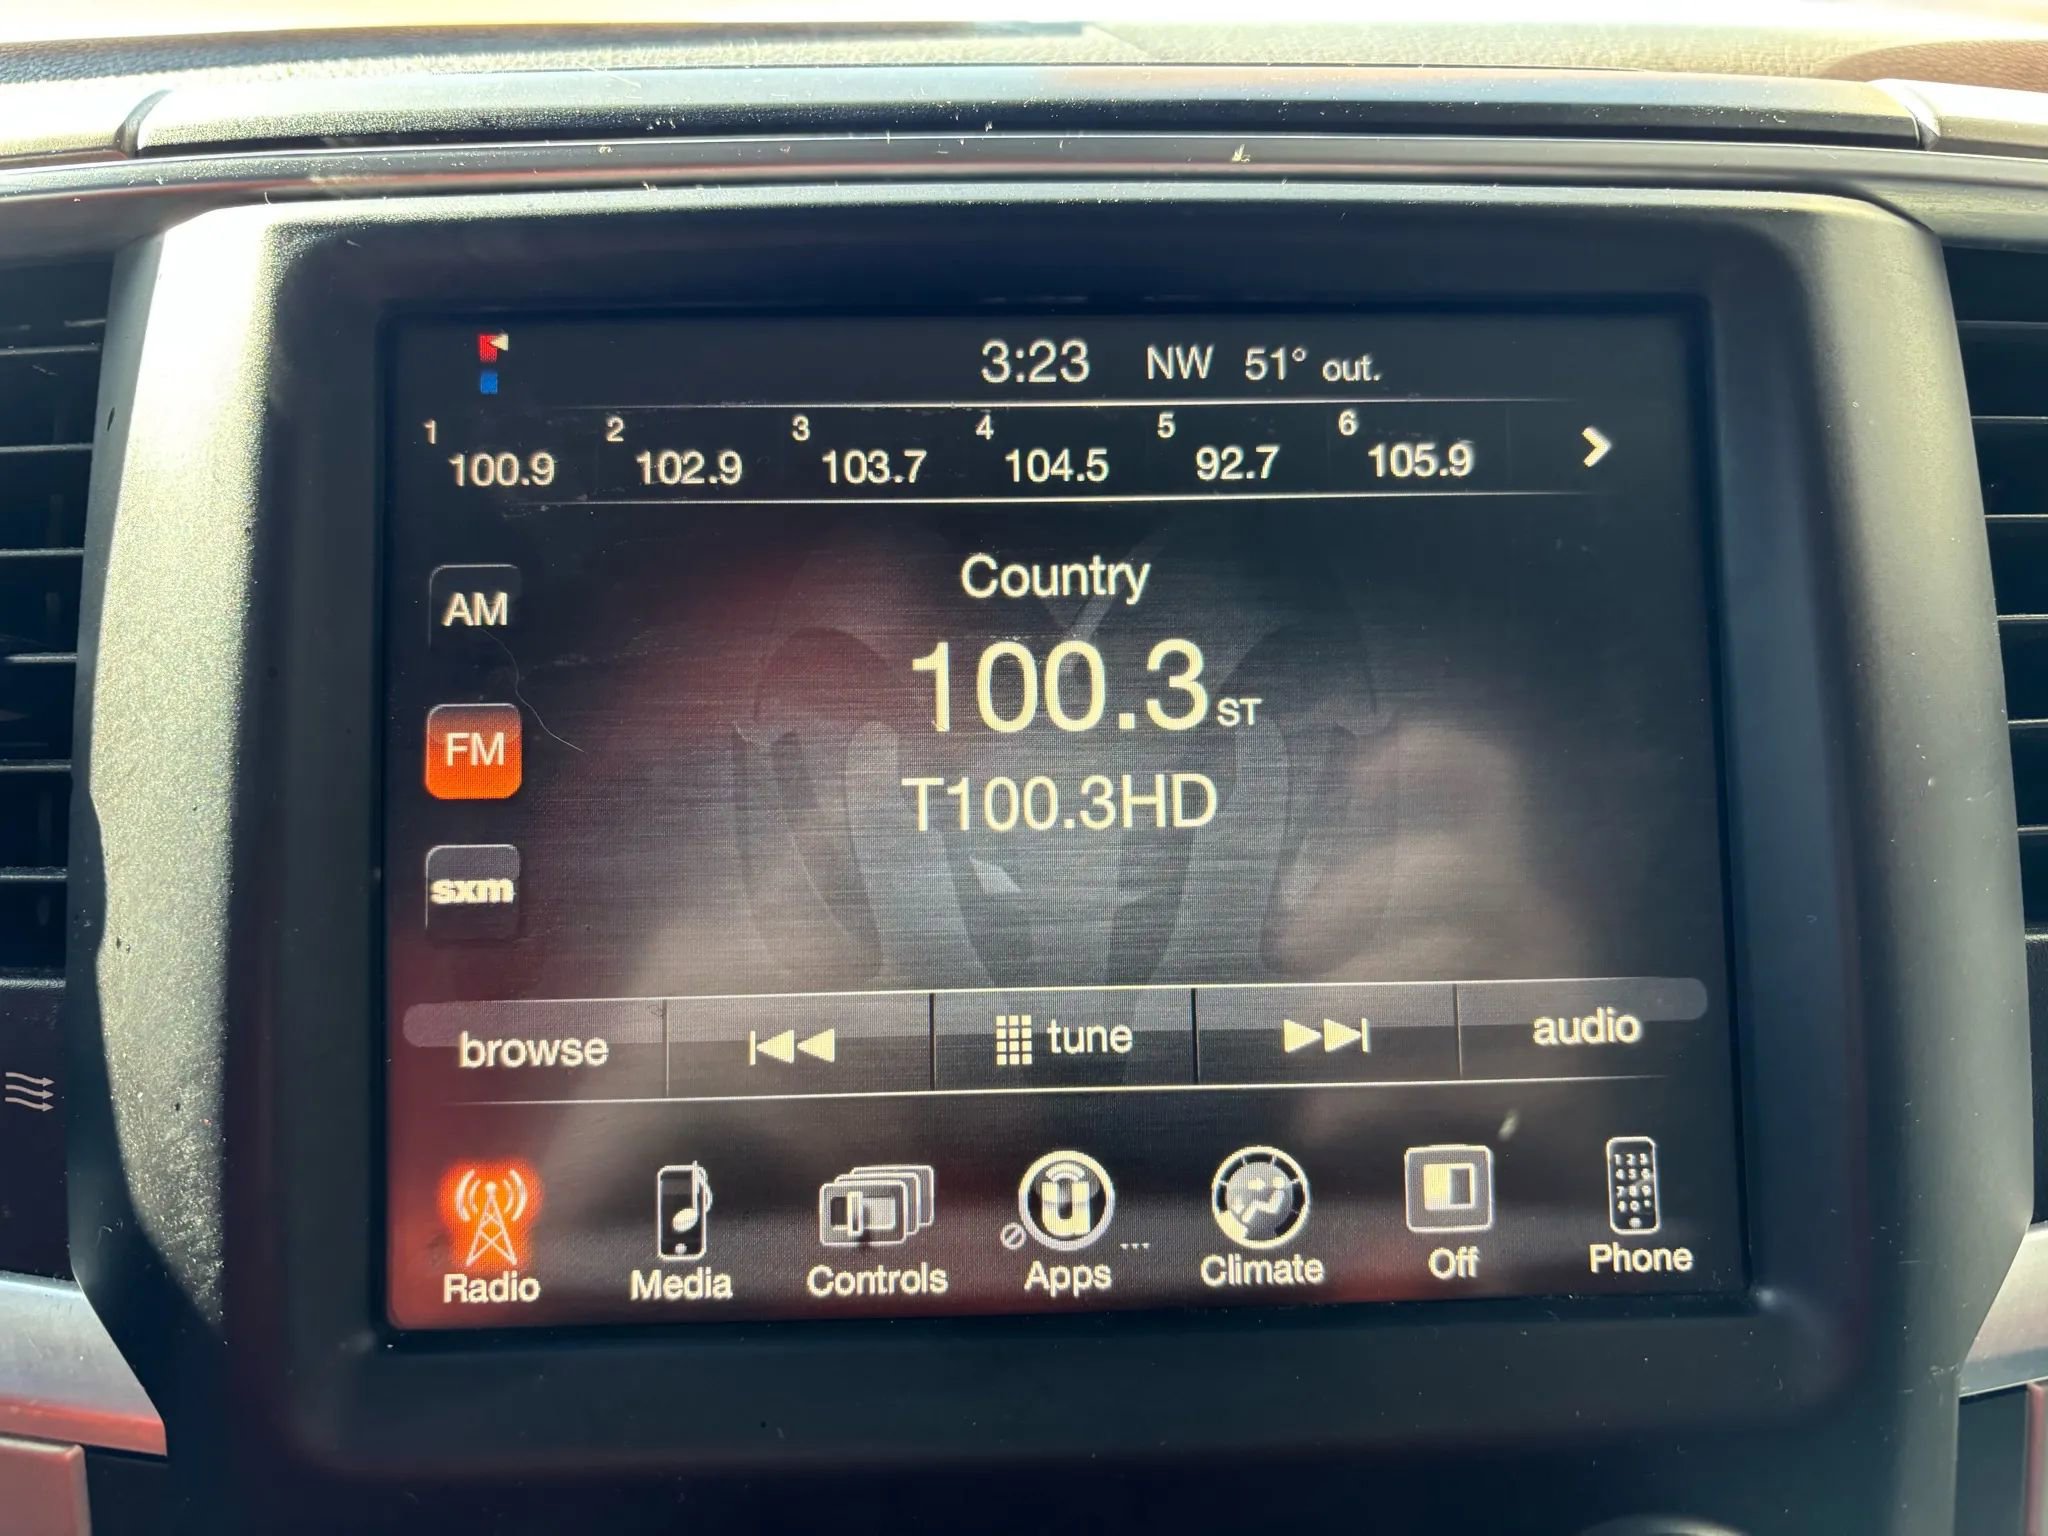 3:23 NW 51° out.
1 2 3 4 5 6
100.9 102.9 103.7 104.5 92.7 105.9
Country
AM
100.3 ST
FM
T100.3HD
sxm
browse tune audio
Radio Media Controls Apps ... Climate Off Phone